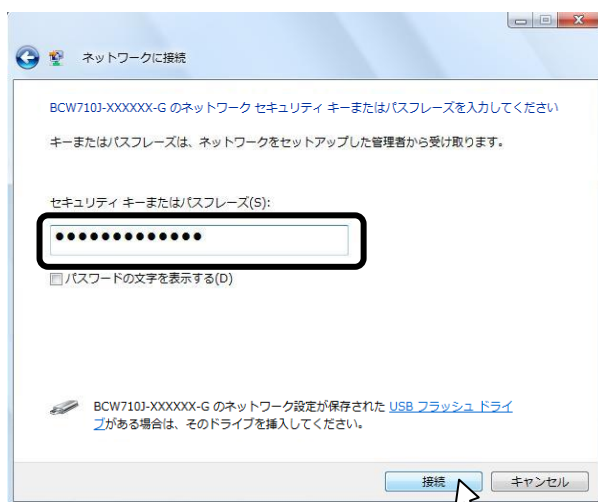 ネットワークに接続
BCW710J-XXXXXX-G のネットワーク セキュリティ キーまたはパスフレーズを入力してください
キーまたはパスフレーズは、ネットワークをセットアップした管理者から受け取ります。
セキュリティ キーまたはパスフレーズ(S):
●●●●●●●●●●●●●
パスワードの文字を表示する(D)
BCW710J-XXXXXX-G のネットワーク設定が保存された USB フラッシュ ドライ
ブがある場合は、そのドライブを挿入してください。
接続 キャンセル